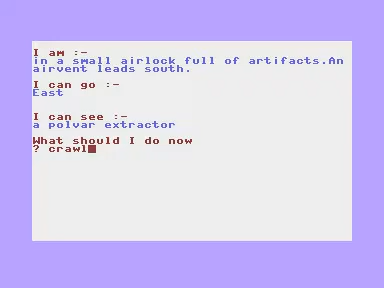 I am :-
in a small airlock full of artifacts.An
airvent leads south.
I can go :-
East
I can see :-
a polvar extractor
What should I do now
? crawl